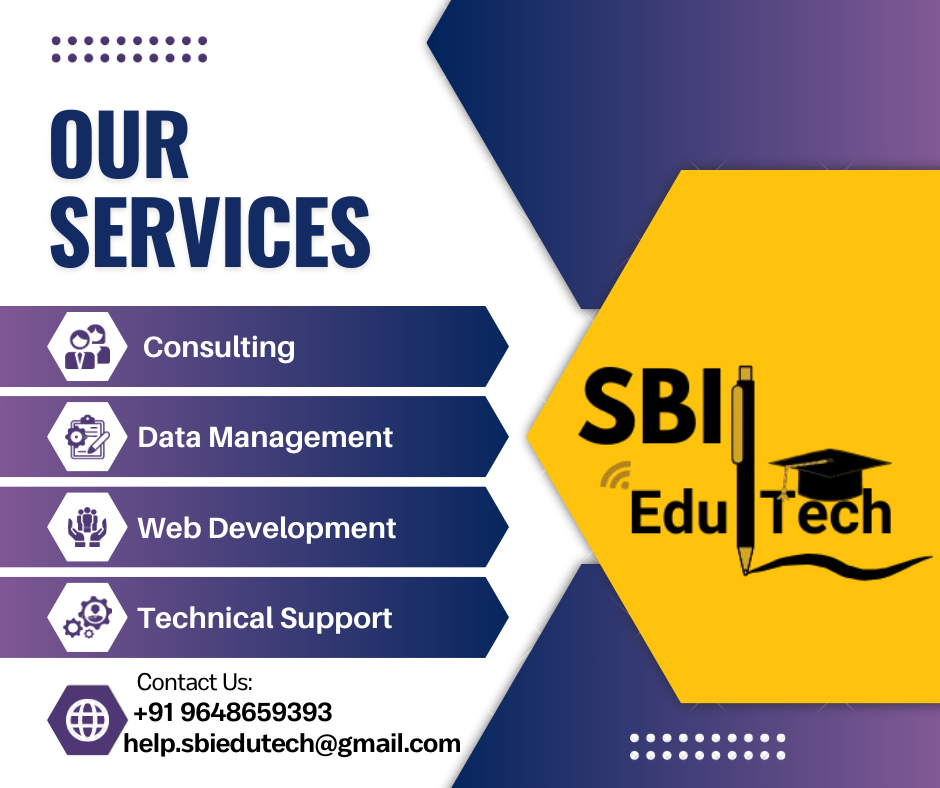 OUR
SERVICES
Consulting
Data Management
Web Development
Technical Support
Contact Us:
+91 9648659393
help.sbiedutech@gmail.com
SBI
Edu Tech